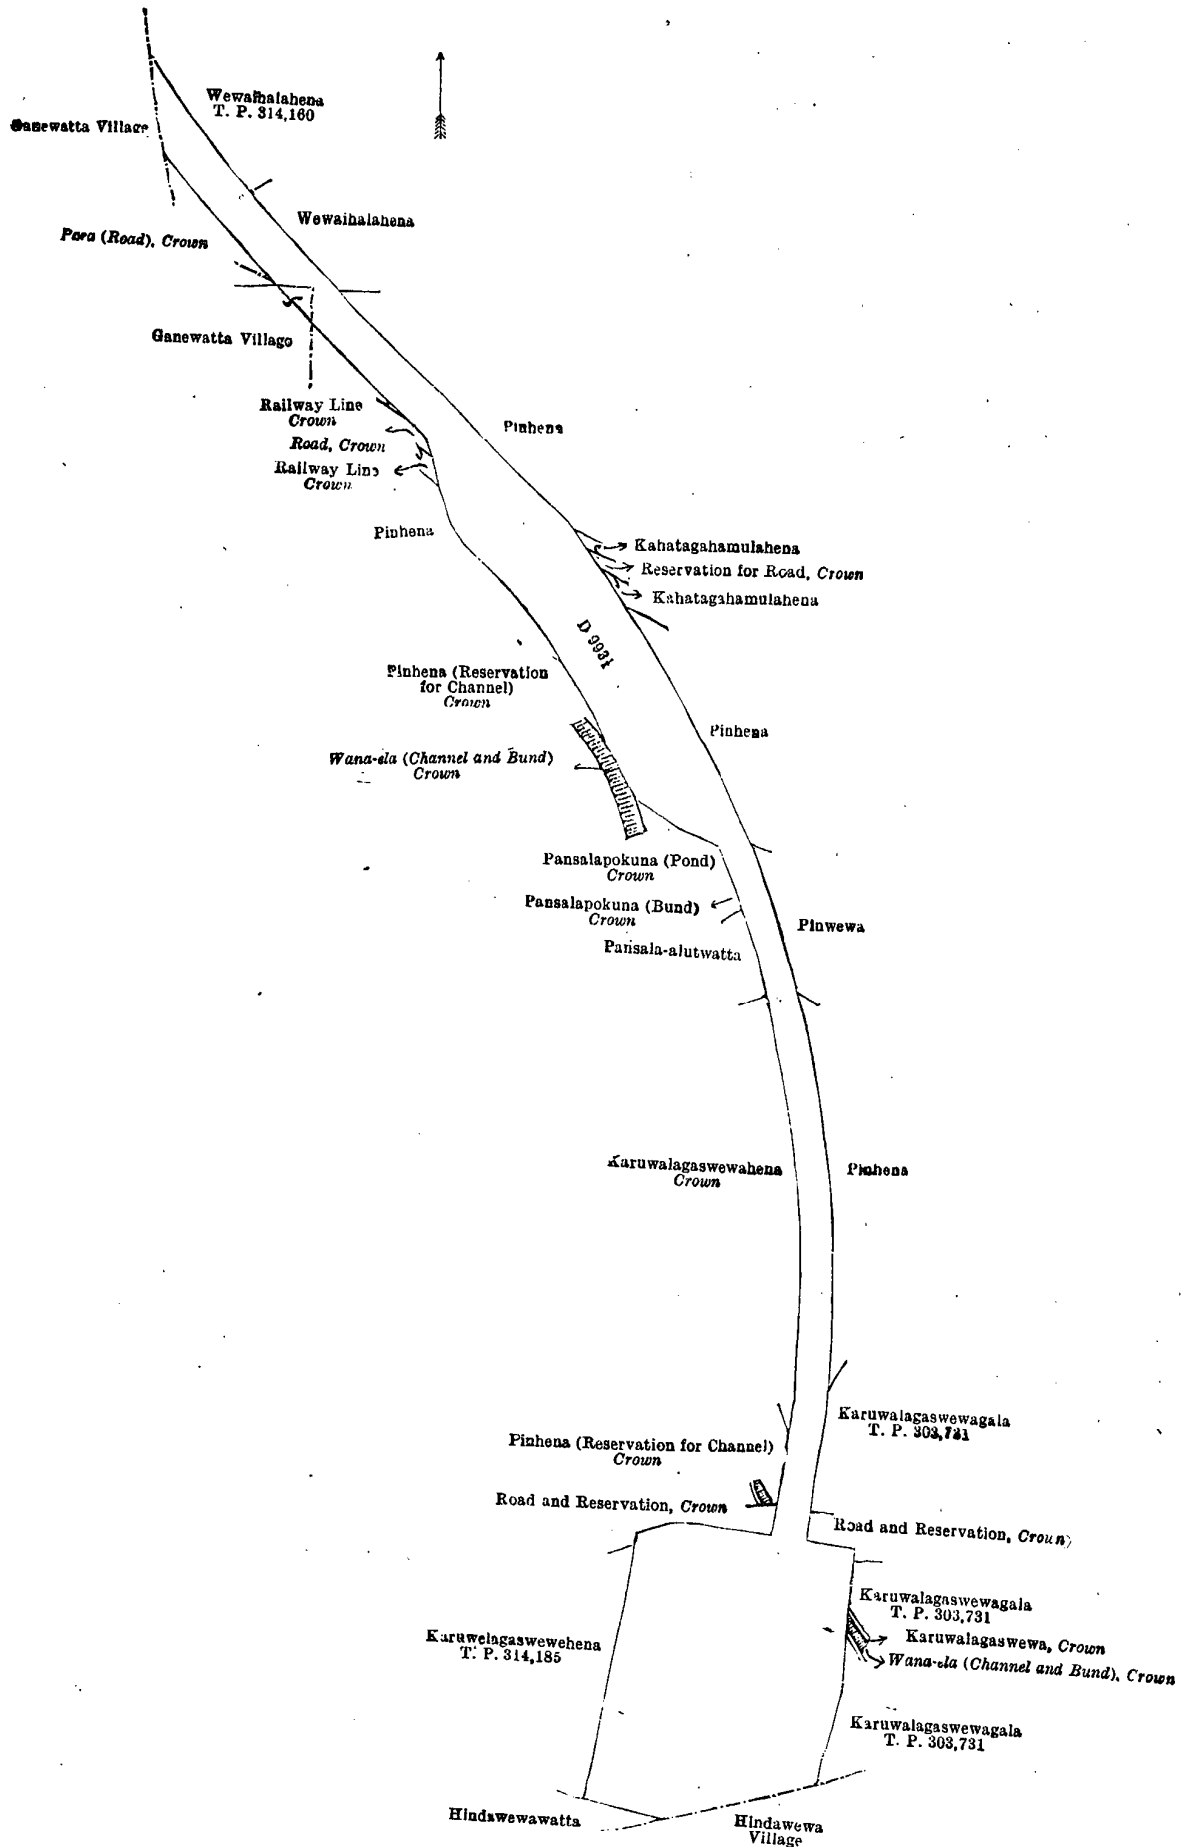 Wewaihalahena
T. P. 314,160
Ganewatta Village
Wewaihalahena
Para (Road), Crown
Ganewatta Village
Railway Line
Crown
Road, Crown
Railway Line
Crown
Pinhena
Pinhena
Kahatagahamulahena
Reservation for Road, Crown
Kahatagahamulahena
D 993½
Pinhena (Reservation
for Channel)
Crown
Pinhena
Wana-ela (Channel and Bund)
Crown
Pansalapokuna (Pond)
Crown
Pansalapokuna (Bund)
Crown
Pinwewa
Pansala-alutwatta
Karuwalagaswewahena
Crown
Pinhena
Karuwalagaswewagala
T. P. 303,731
Pinhena (Reservation for Channel)
Crown
Road and Reservation, Crown
Road and Reservation, Crown
Karuwalagaswewagala
T. P. 303,731
Karuwalagaswewa, Crown
Wana-ela (Channel and Bund), Crown
Karuwelagaswewehena
T. P. 314,185
Karuwalagaswewagala
T. P. 303,731
Hindawewawatta
Hindawewa
Village